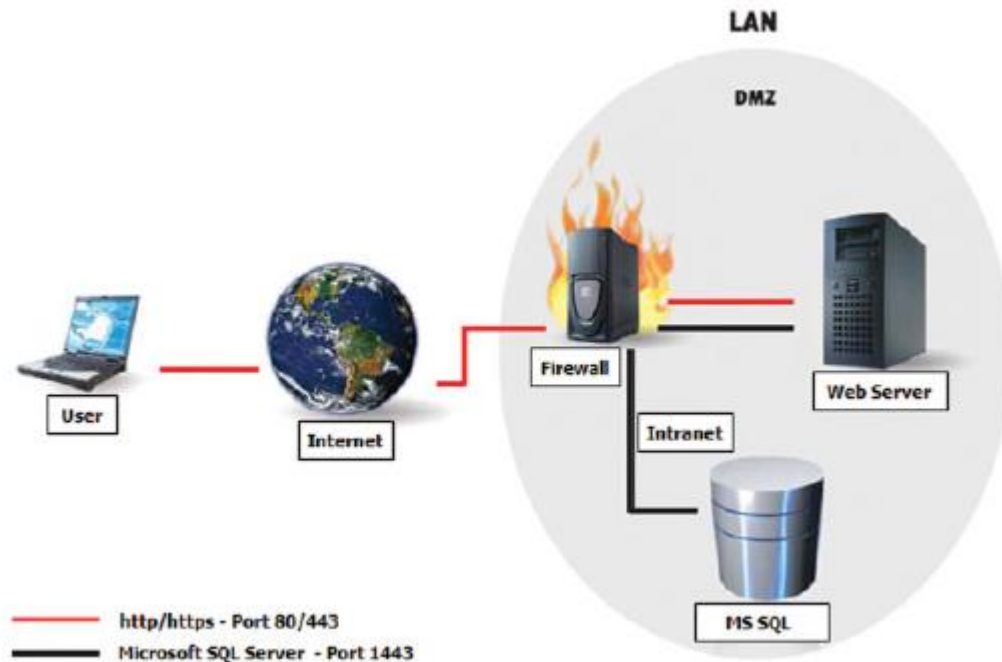 LAN
DMZ
Firewall
Web Server
User
Internet
Intranet
MS SQL
http/https - Port 80/443
Microsoft SQL Server - Port 1443